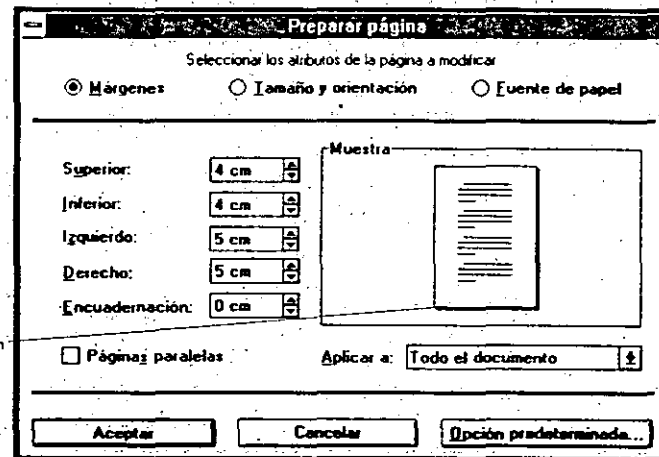 Preparar página
Seleccionar los atributos de la página a modificar
Márgenes Tamaño y orientación Fuente de papel
Muestra
Superior: 4 cm
Inferior: 4 cm
Izquierdo: 5 cm
Derecho: 5 cm
Encuadernación: 0 cm
Páginas paralelas Aplicar a: Todo el documento
Aceptar Cancelar Opción predeterminada...